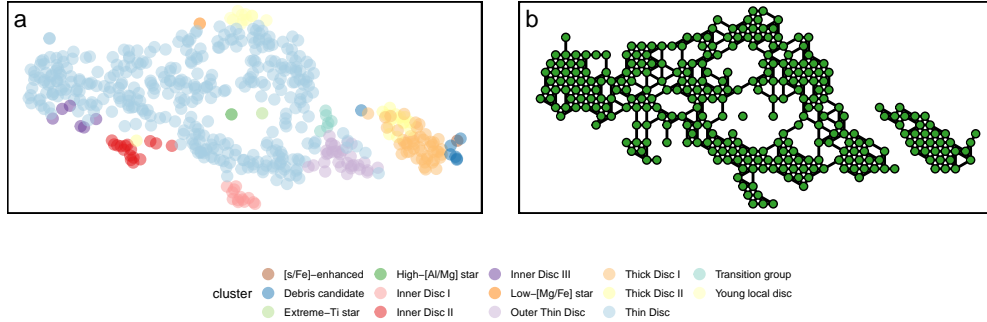 a
b
[s/Fe]−enhanced High−[Al/Mg] star Inner Disc III Thick Disc I Transition group
cluster Debris candidate Inner Disc I Low−[Mg/Fe] star Thick Disc II Young local disc
Extreme−Ti star Inner Disc II Outer Thin Disc Thin Disc